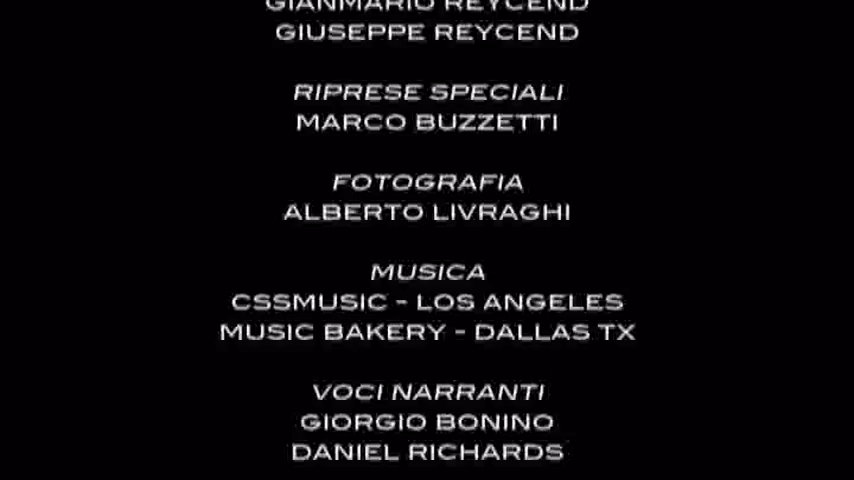 GIANMARIO REYCEND
GIUSEPPE REYCEND
RIPRESE SPECIALI
MARCO BUZZETTI
FOTOGRAFIA
ALBERTO LIVRAGHI
MUSICA
CSSMUSIC - LOS ANGELES
MUSIC BAKERY - DALLAS TX
VOCI NARRANTI
GIORGIO BONINO
DANIEL RICHARDS